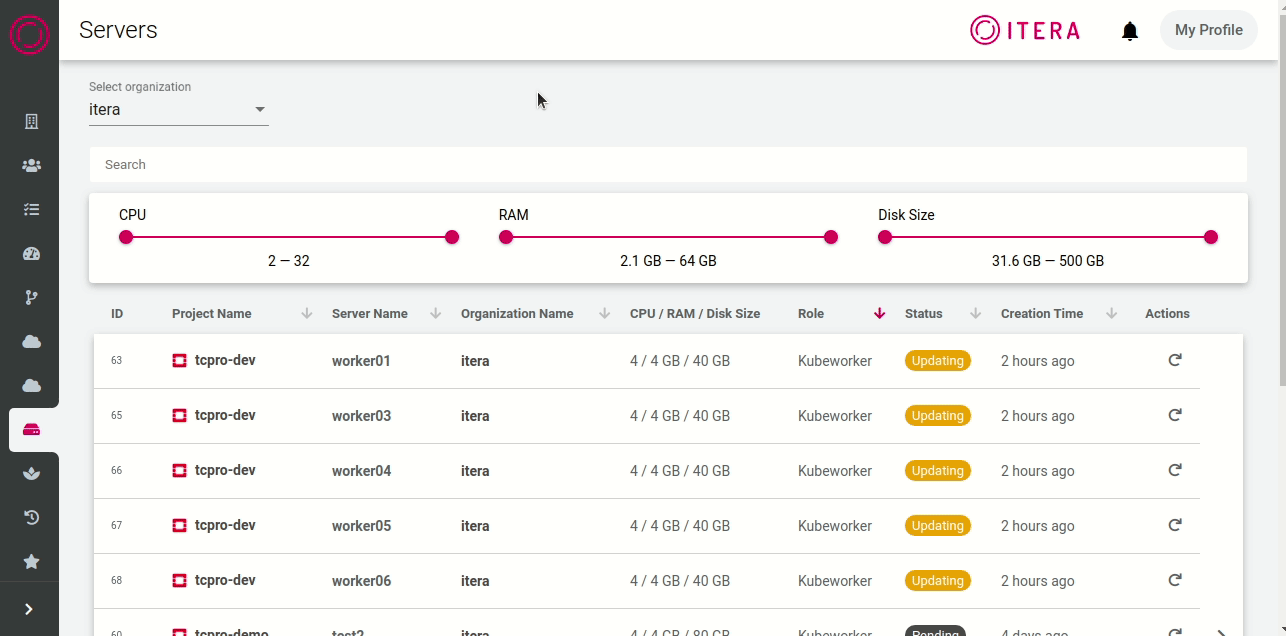 Servers
ITERA
My Profile
Select organization
itera
Search
CPU
RAM
Disk Size
2 — 32
2.1 GB — 64 GB
31.6 GB — 500 GB
ID Project Name Server Name Organization Name CPU / RAM / Disk Size Role Status Creation Time Actions
63 tcpro-dev worker01 itera 4 / 4 GB / 40 GB Kubeworker Updating 2 hours ago
65 tcpro-dev worker03 itera 4 / 4 GB / 40 GB Kubeworker Updating 2 hours ago
66 tcpro-dev worker04 itera 4 / 4 GB / 40 GB Kubeworker Updating 2 hours ago
67 tcpro-dev worker05 itera 4 / 4 GB / 40 GB Kubeworker Updating 2 hours ago
68 tcpro-dev worker06 itera 4 / 4 GB / 40 GB Kubeworker Updating 2 hours ago
60 tcpro-demo test2 itera 4 / 4 GB / 80 GB Kubeworker Pending 4 days ago